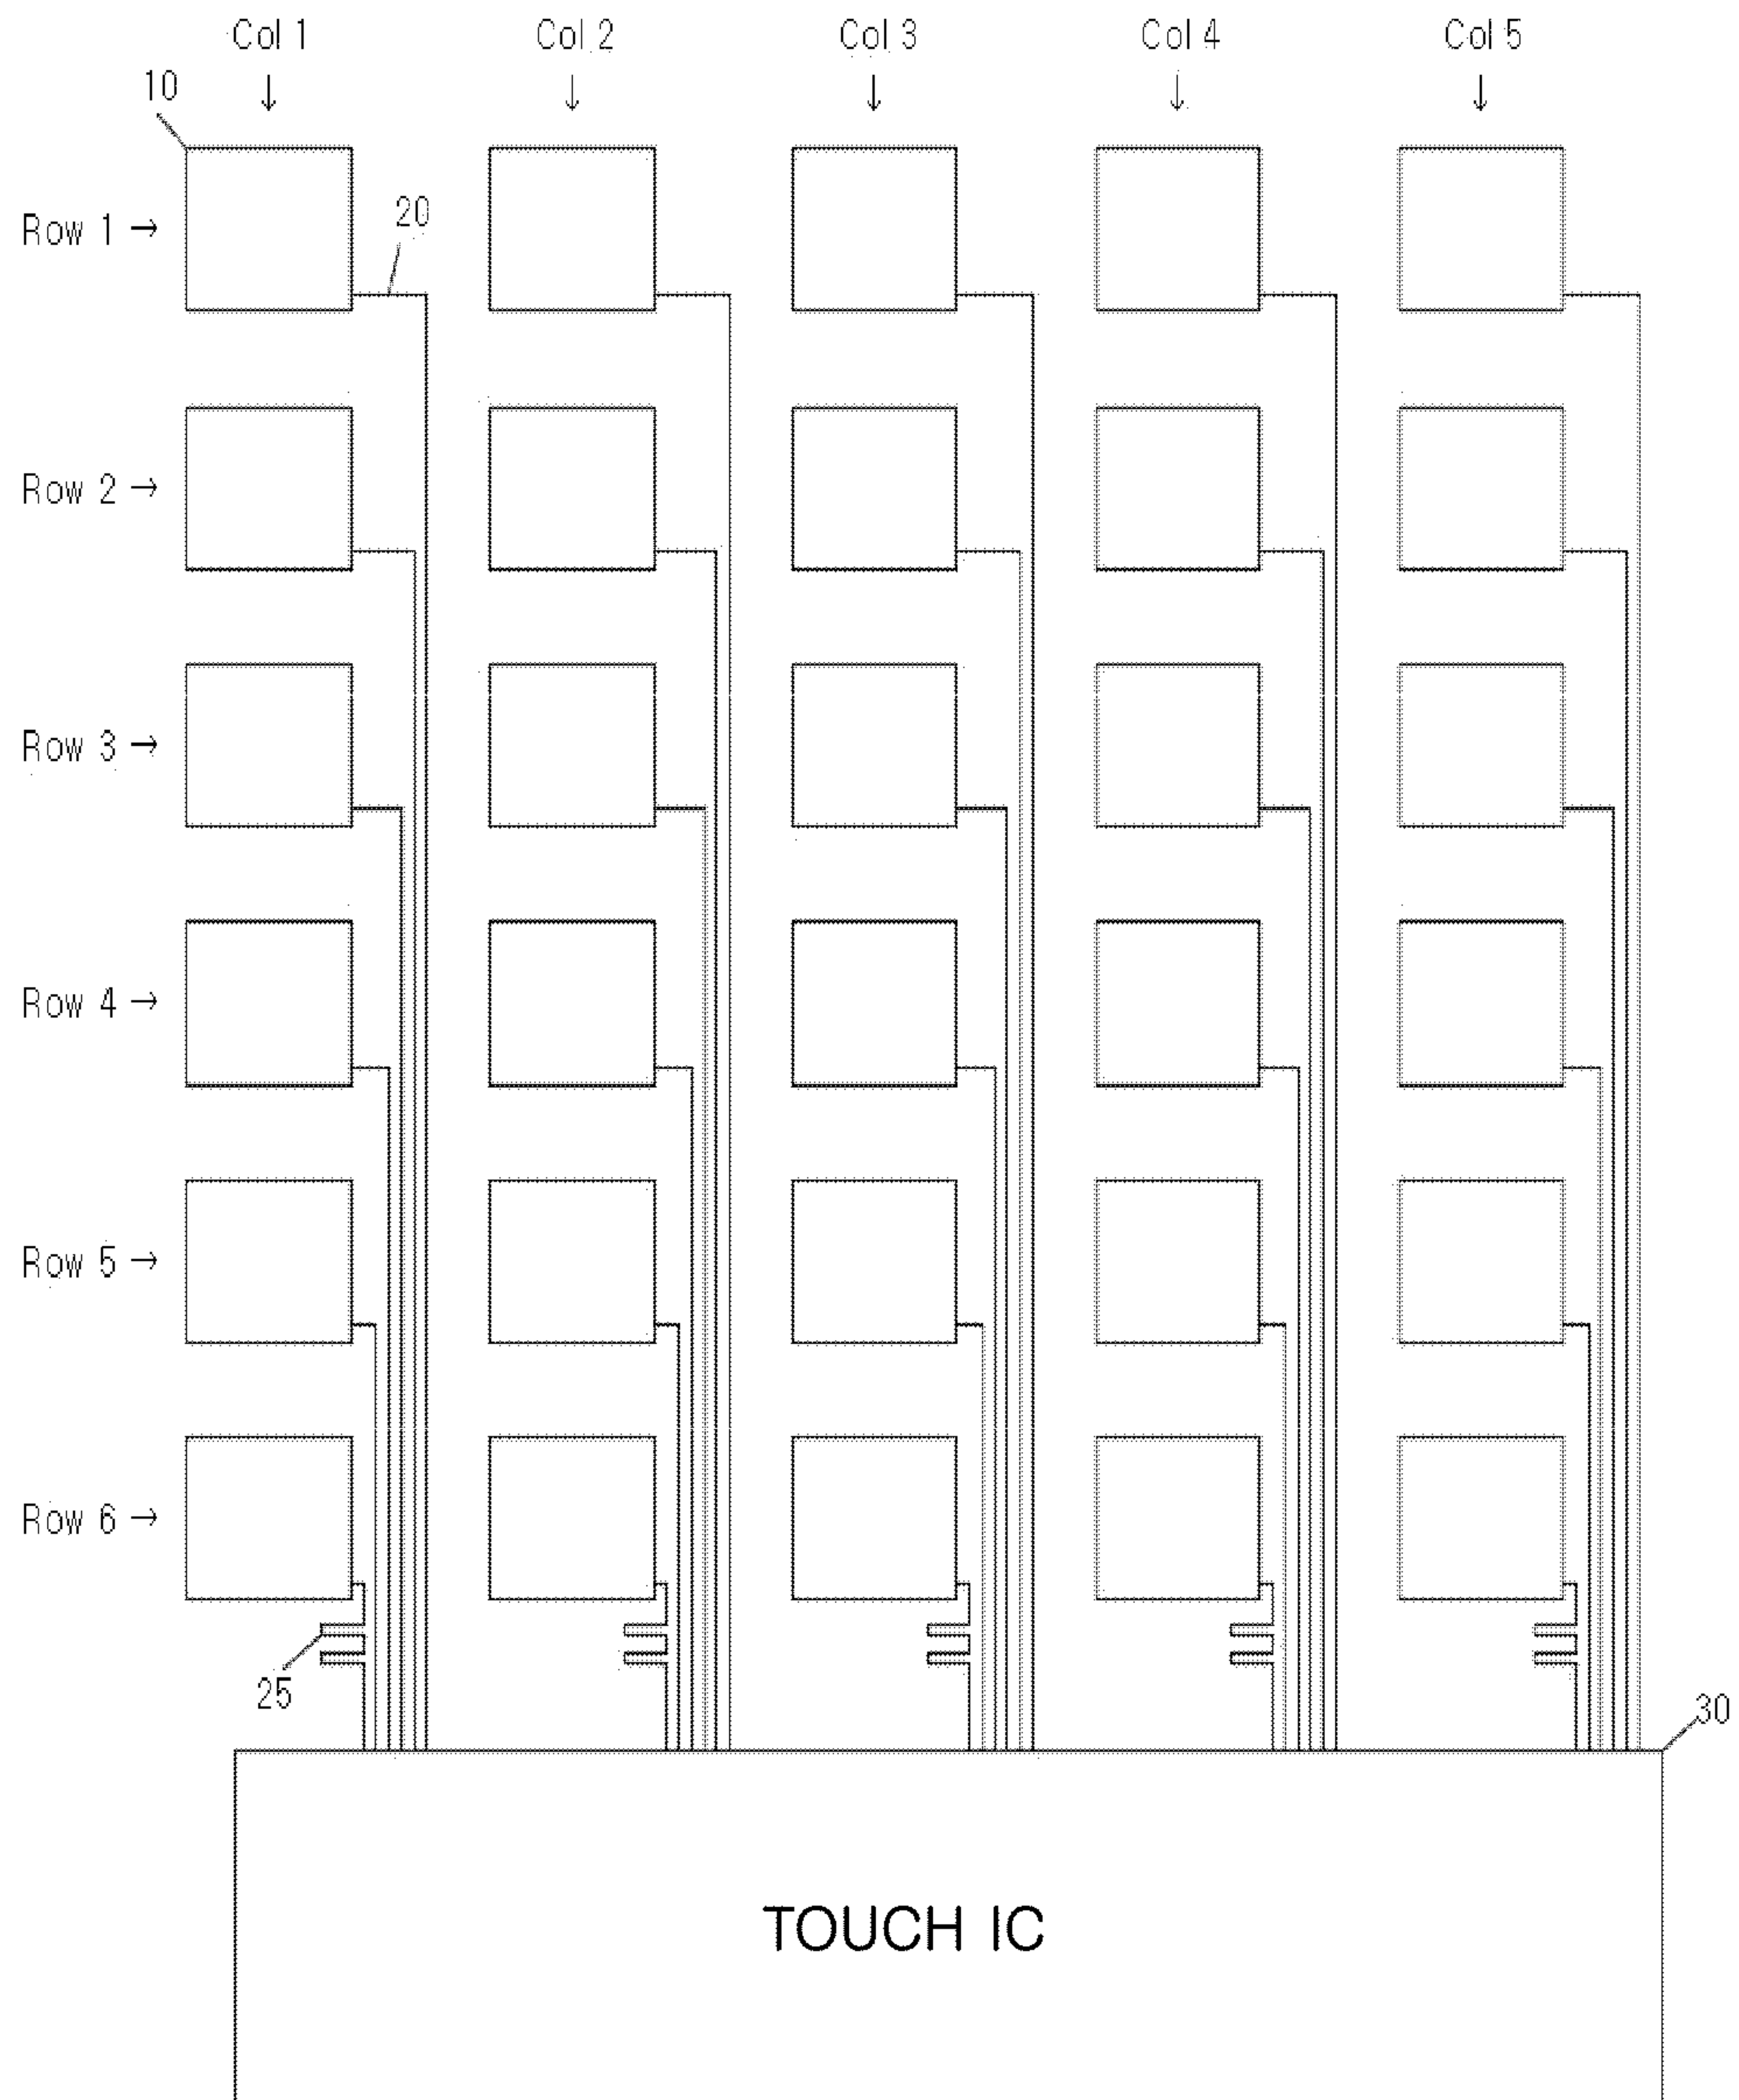 Col 1 Col 2 Col 3 Col 4 Col 5
↓ ↓ ↓ ↓ ↓
10
Row 1 →
20
Row 2 →
Row 3 →
Row 4 →
Row 5 →
Row 6 →
25
30
TOUCH IC